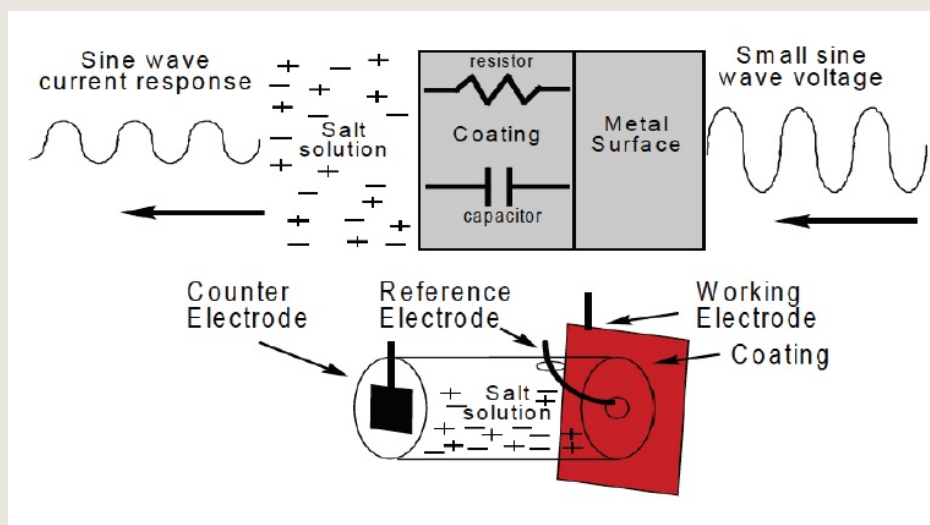 Sine wave
current response
Salt
solution
resistor
Coating
capacitor
Metal
Surface
Small sine
wave voltage
Counter
Electrode
Reference
Electrode
Working
Electrode
Coating
Salt
solution